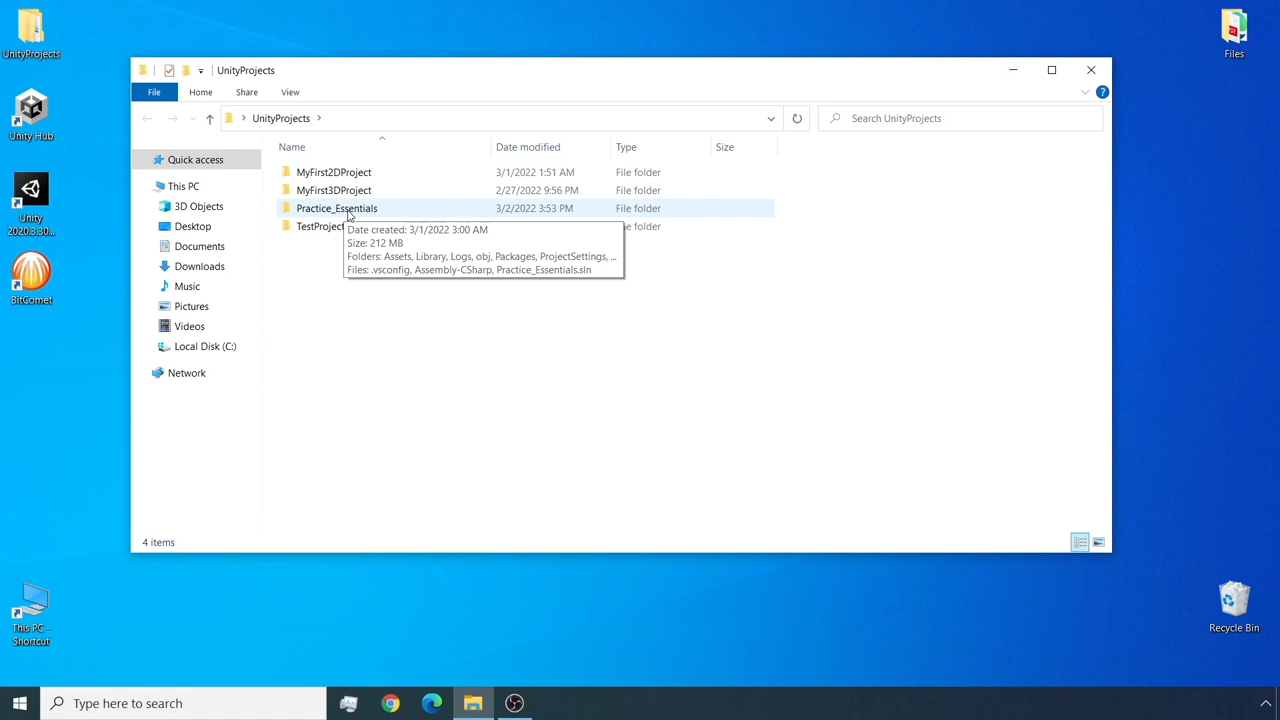 UnityProjects
Unity Hub
Unity
2020.3.30...
BitComet
This PC -
Shortcut
Files
Recycle Bin
UnityProjects
File
Home
Share
View
UnityProjects
Search UnityProjects
Quick access
This PC
3D Objects
Desktop
Documents
Downloads
Music
Pictures
Videos
Local Disk (C:)
Network
Name
Date modified
Type
Size
MyFirst2DProject 3/1/2022 1:51 AM File folder
MyFirst3DProject 2/27/2022 9:56 PM File folder
Practice_Essentials 3/2/2022 3:53 PM File folder
TestProject le folder
Date created: 3/1/2022 3:00 AM
Size: 212 MB
Folders: Assets, Library, Logs, obj, Packages, ProjectSettings, ...
Files: .vsconfig, Assembly-CSharp, Practice_Essentials.sln
4 items
Type here to search